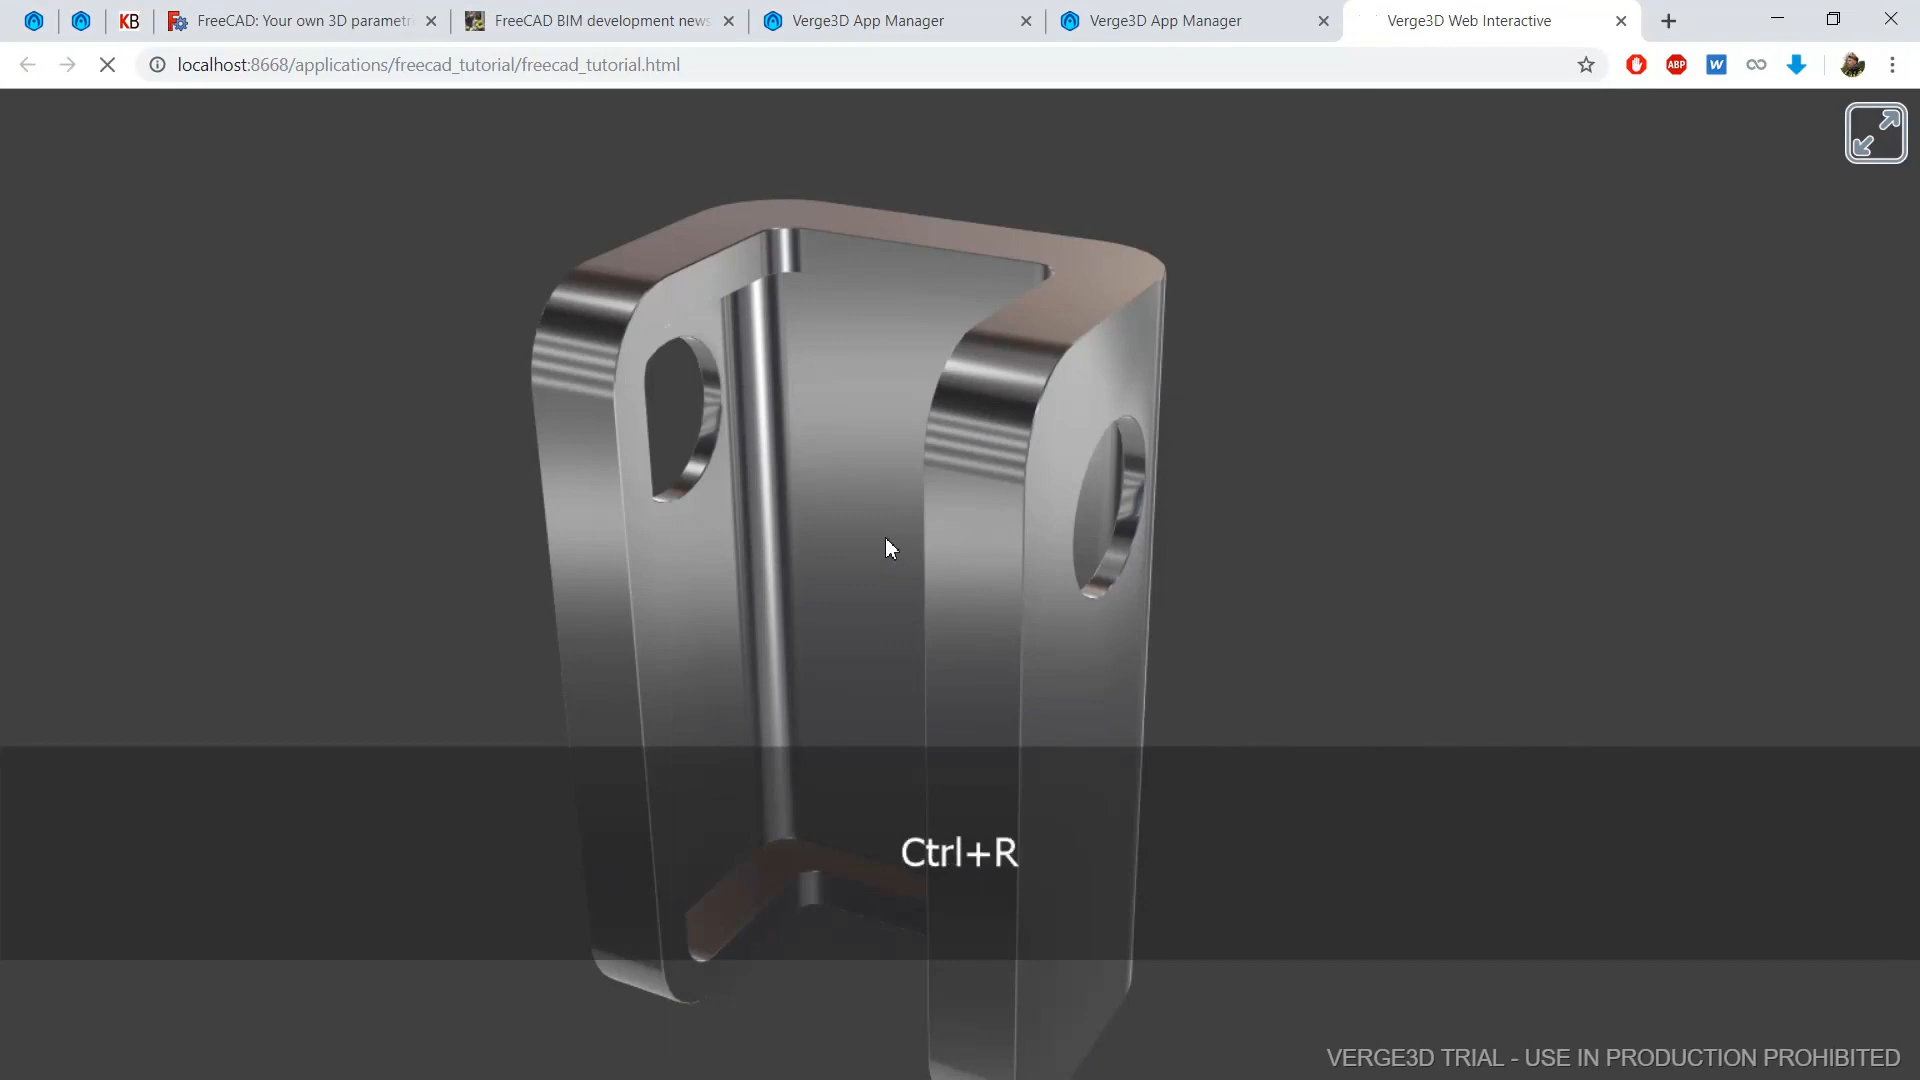 KB
FreeCAD: Your own 3D parametr
FreeCAD BIM development news
Verge3D App Manager
Verge3D App Manager
Verge3D Web Interactive
localhost:8668/applications/freecad_tutorial/freecad_tutorial.html
ABP
W
Ctrl+R
VERGE3D TRIAL - USE IN PRODUCTION PROHIBITED